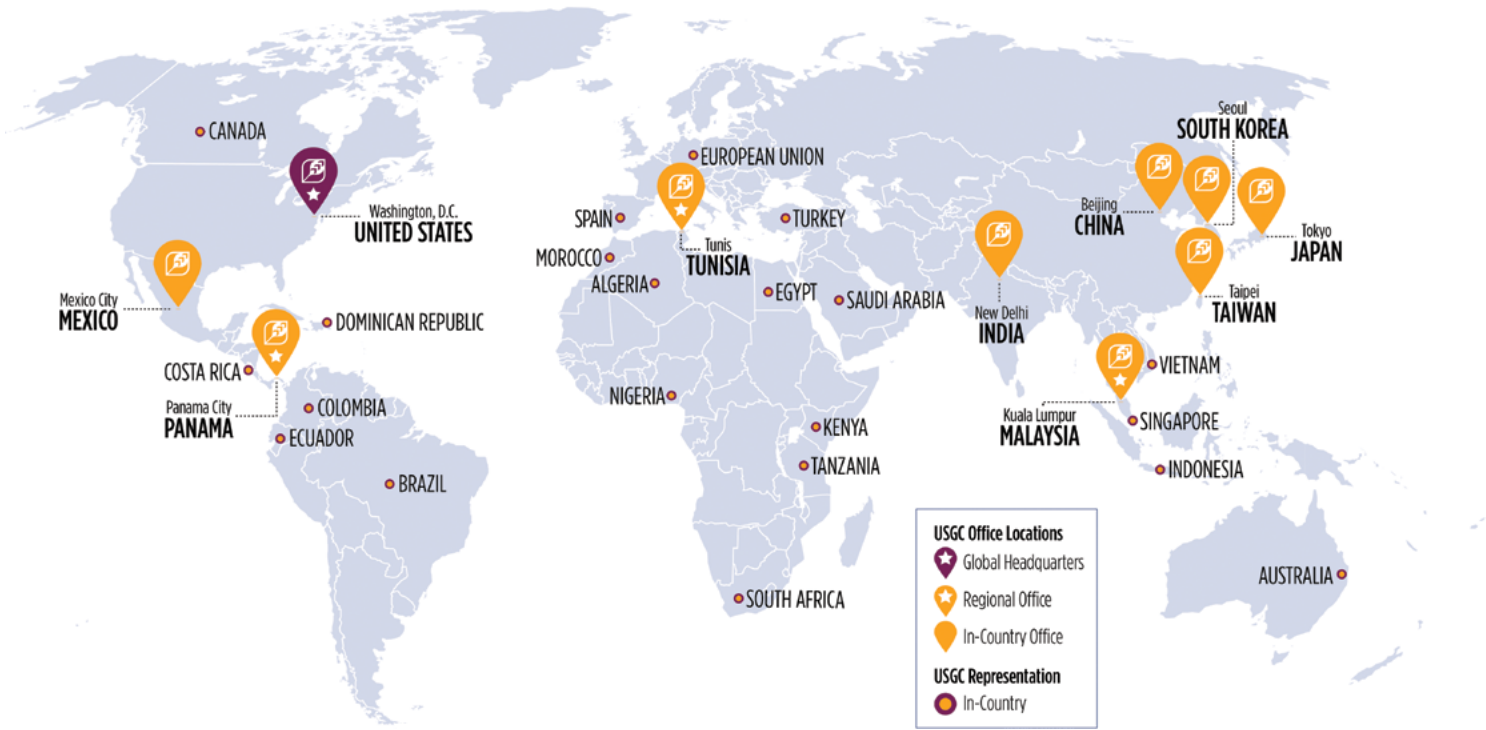 CANADA
Washington, D.C.
UNITED STATES
Mexico City
MEXICO
DOMINICAN REPUBLIC
COSTA RICA
Panama City
PANAMA
COLOMBIA
ECUADOR
BRAZIL
EUROPEAN UNION
SPAIN
TURKEY
MOROCCO
Tunis
TUNISIA
ALGERIA
EGYPT
SAUDI ARABIA
NIGERIA
KENYA
TANZANIA
SOUTH AFRICA
Seoul
SOUTH KOREA
Beijing
CHINA
Tokyo
JAPAN
Taipei
TAIWAN
New Delhi
INDIA
VIETNAM
Kuala Lumpur
MALAYSIA
SINGAPORE
INDONESIA
AUSTRALIA
USGC Office Locations
Global Headquarters
Regional Office
In-Country Office
USGC Representation
In-Country